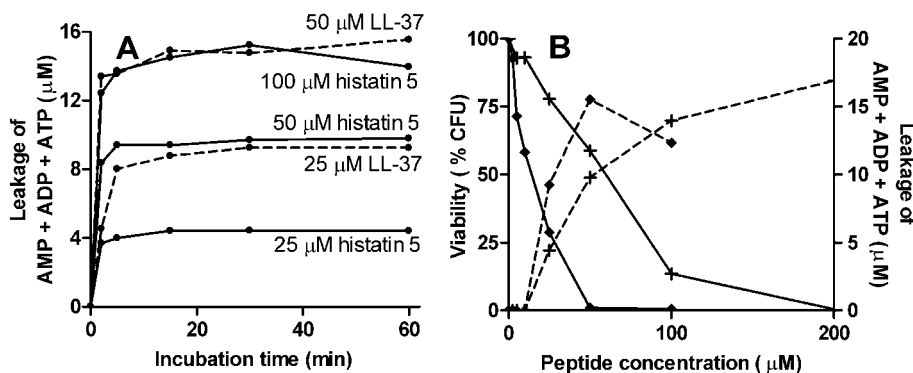 A
Leakage of
AMP + ADP + ATP (μM)
16
12
8
4
0
50 μM LL-37
100 μM histatin 5
50 μM histatin 5
25 μM LL-37
25 μM histatin 5
0
20
40
60
Incubation time (min)
B
Viability ( % CFU)
100
75
50
25
0
20
15
10
5
0
Leakage of
AMP + ADP + ATP (μM)
0
100
200
Peptide concentration ( μM)